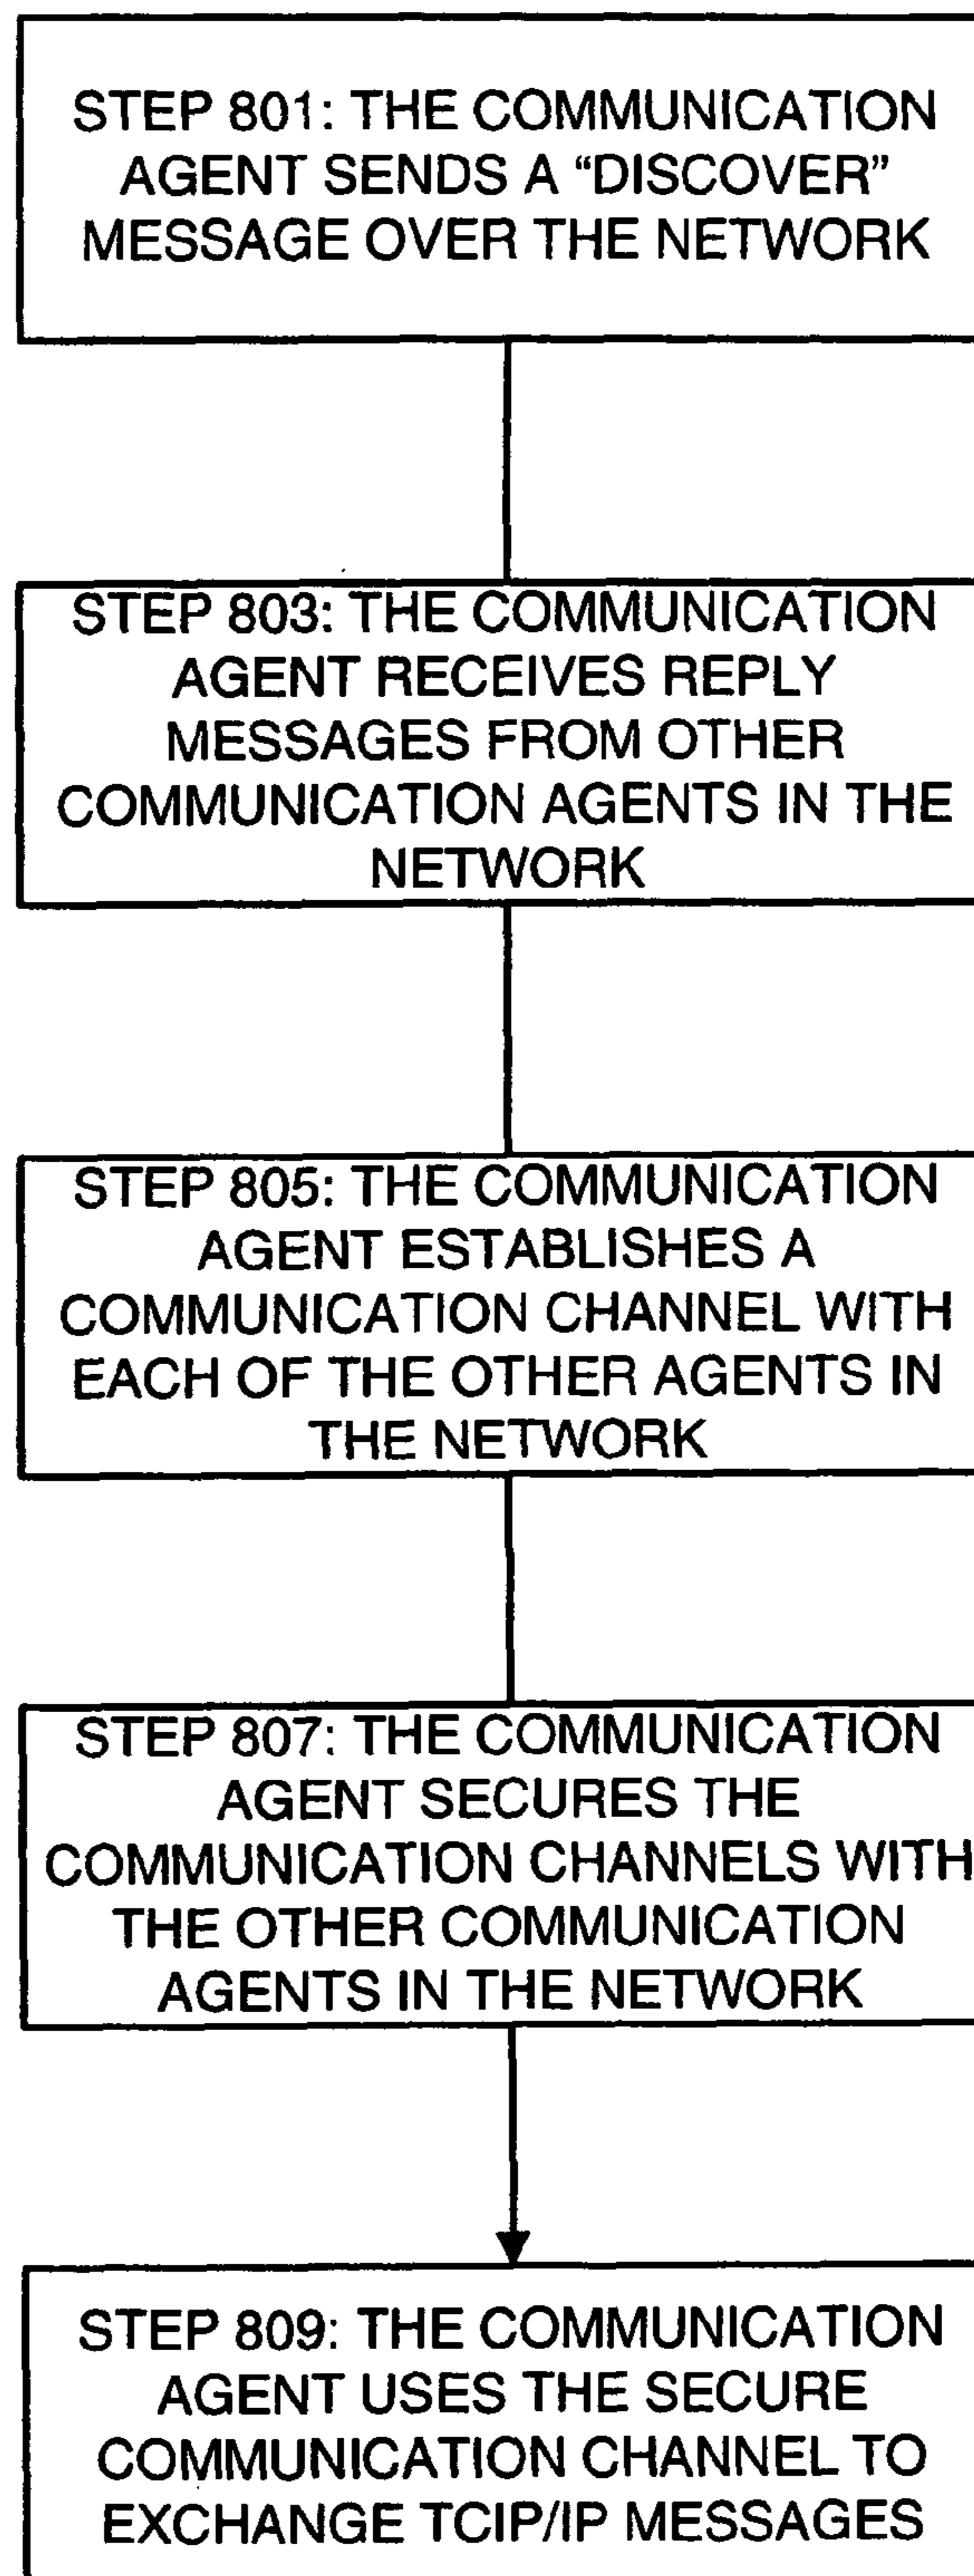 STEP 801: THE COMMUNICATION
AGENT SENDS A “DISCOVER”
MESSAGE OVER THE NETWORK
STEP 803: THE COMMUNICATION
AGENT RECEIVES REPLY
MESSAGES FROM OTHER
COMMUNICATION AGENTS IN THE
NETWORK
STEP 805: THE COMMUNICATION
AGENT ESTABLISHES A
COMMUNICATION CHANNEL WITH
EACH OF THE OTHER AGENTS IN
THE NETWORK
STEP 807: THE COMMUNICATION
AGENT SECURES THE
COMMUNICATION CHANNELS WITH
THE OTHER COMMUNICATION
AGENTS IN THE NETWORK
STEP 809: THE COMMUNICATION
AGENT USES THE SECURE
COMMUNICATION CHANNEL TO
EXCHANGE TCIP/IP MESSAGES